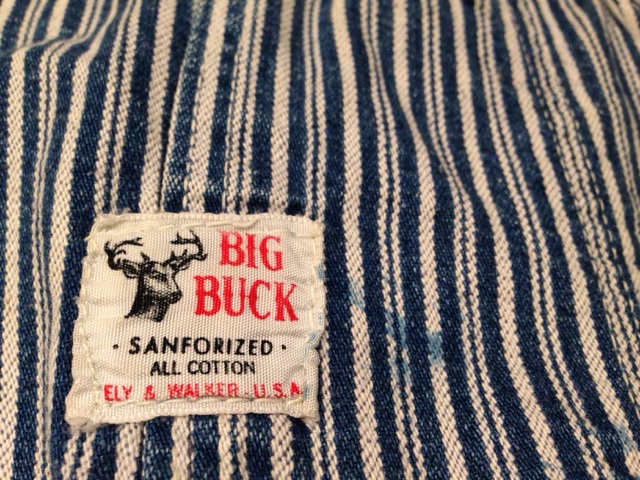 BIG
BUCK
· SANFORIZED ·
ALL COTTON
ELY & WALKER - U.S.A